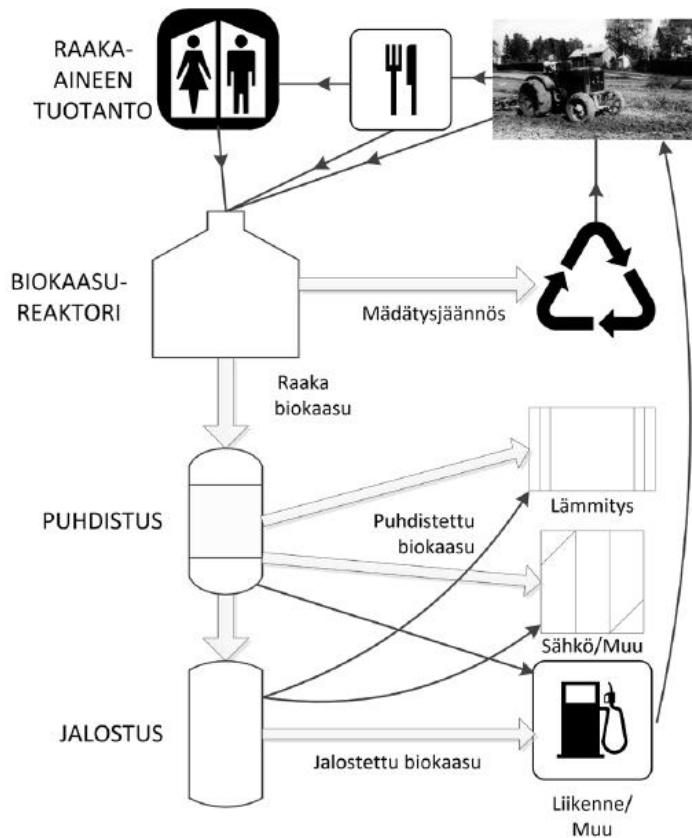 RAAKA-
AINEEN
TUOTANTO
BIOKAASU-
REAKTORI
Mädätysjäännös
Raaka
biokaasu
PUHDISTUS
Puhdistettu
biokaasu
Lämmitys
Sähkö/Muu
JALOSTUS
Jalostettu biokaasu
Liikenne/
Muu